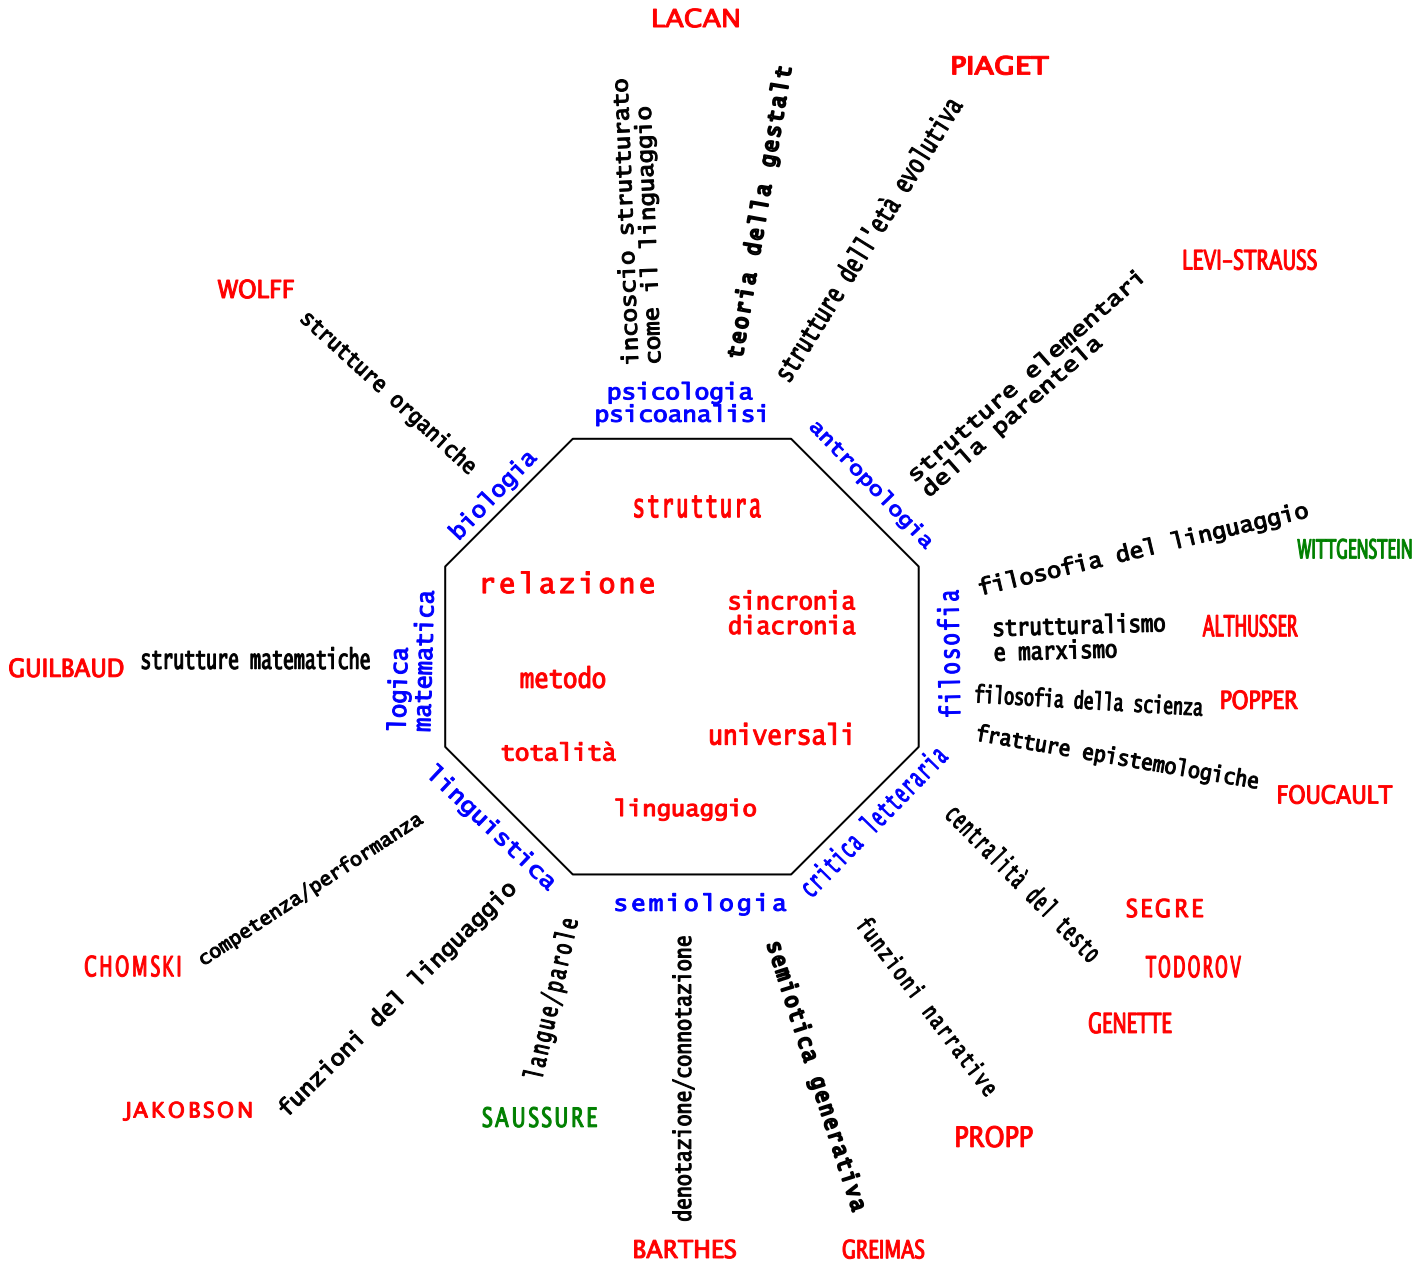 LACAN
PIAGET
incoscio strutturato
come il linguaggio
teoria della gestalt
strutture dell'età evolutiva
LEVI-STRAUSS
strutture elementari
della parentela
WOLFF
strutture organiche
psicologia
psicoanalisi
antropologia
biologia
struttura
filosofia del linguaggio
WITTGENSTEIN
relazione
sincronia
diacronia
filosofia
strutturalismo
e marxismo
ALTHUSSER
GUILBAUD
strutture matematiche
logica
matematica
metodo
filosofia della scienza
POPPER
universali
totalità
fratture epistemologiche
FOUCAULT
linguaggio
linguistica
critica letteraria
semiologia
competenza/performanza
CHOMSKI
funzioni del linguaggio
JAKOBSON
langue/parole
SAUSSURE
denotazione/connotazione
BARTHES
semiotica generativa
GREIMAS
funzioni narrative
PROPP
centralità del testo
SEGRE
TODOROV
GENETTE